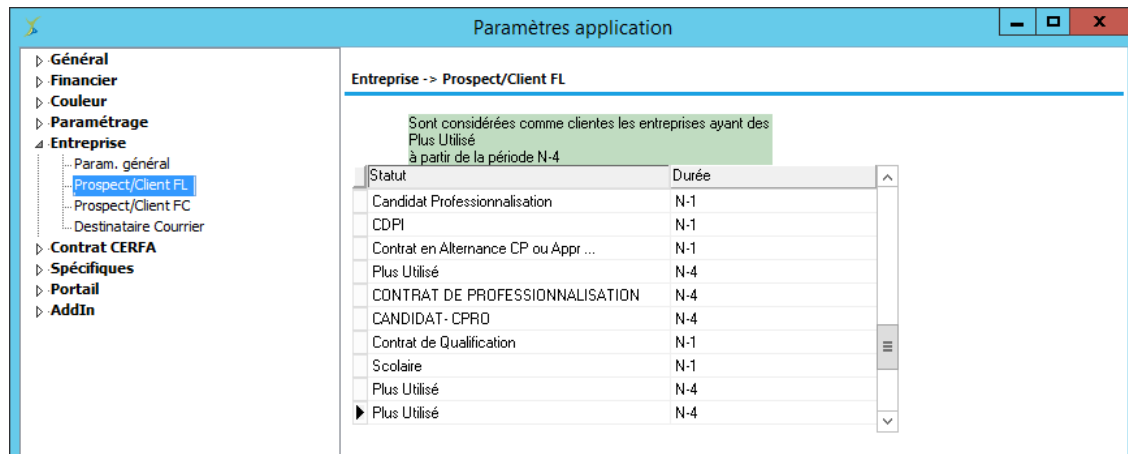 Paramètres application
Général
Financier
Couleur
Paramétrage
Entreprise
Param. général
Prospect/Client FL
Prospect/Client FC
Destinataire Courrier
Contrat CERFA
Spécifiques
Portail
AddIn
Entreprise -> Prospect/Client FL
Sont considérées comme clientes les entreprises ayant des
Plus Utilisé
à partir de la période N-4
Statut Durée
Candidat Professionnalisation N-1
CDPI N-1
Contrat en Alternance CP ou Appr ... N-1
Plus Utilisé N-4
CONTRAT DE PROFESSIONNALISATION N-4
CANDIDAT- CPRO N-4
Contrat de Qualification N-1
Scolaire N-1
Plus Utilisé N-4
Plus Utilisé N-4